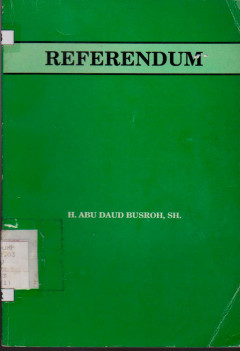 REFERENDUM
H. ABU DAUD BUSROH, SH.